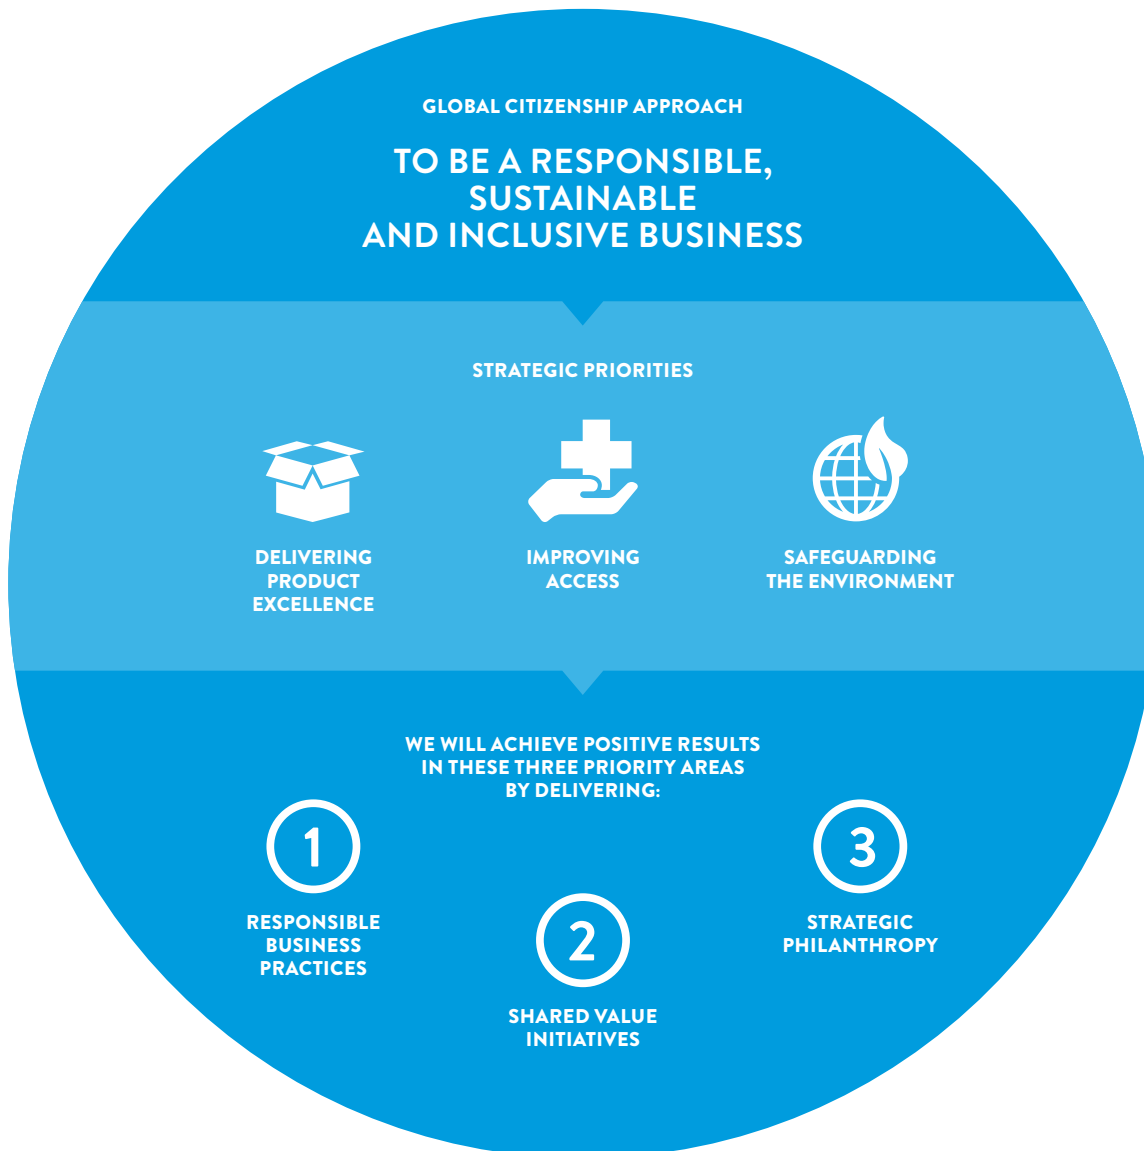 GLOBAL CITIZENSHIP APPROACH
TO BE A RESPONSIBLE,
SUSTAINABLE
AND INCLUSIVE BUSINESS
STRATEGIC PRIORITIES
DELIVERING
PRODUCT
EXCELLENCE
IMPROVING
ACCESS
SAFEGUARDING
THE ENVIRONMENT
WE WILL ACHIEVE POSITIVE RESULTS
IN THESE THREE PRIORITY AREAS
BY DELIVERING:
1
RESPONSIBLE
BUSINESS
PRACTICES
2
SHARED VALUE
INITIATIVES
3
STRATEGIC
PHILANTHROPY